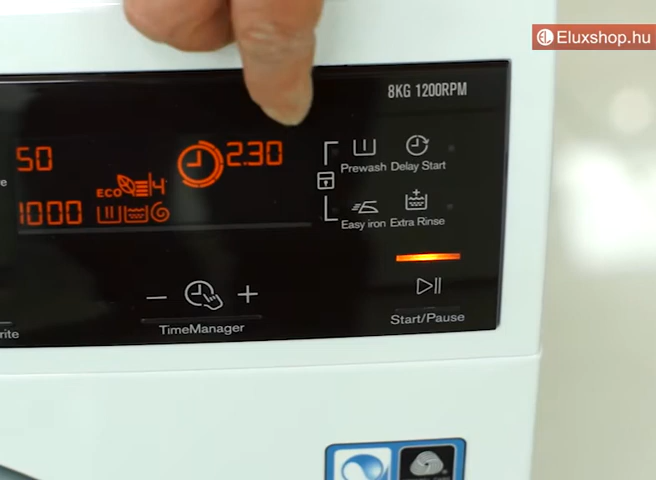 EL Eluxshop.hu
8KG 1200RPM
50
2.30
ECO 4
1000
Prewash Delay Start
Easy iron Extra Rinse
TimeManager
Start/Pause